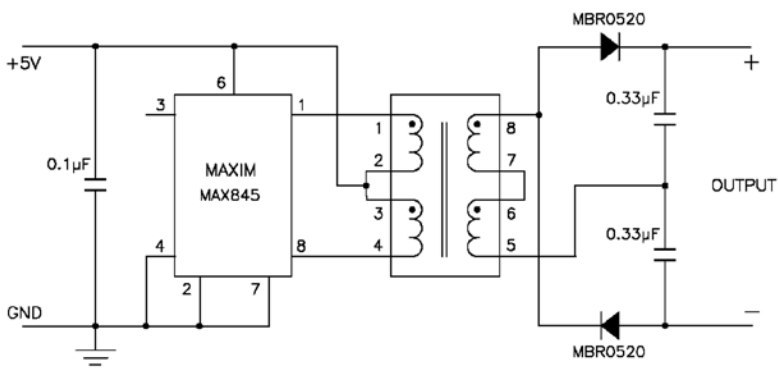 MBR0520
+5V
6
+
3
1
1
8
0.33µF
0.1µF
MAXIM
MAX845
2
7
OUTPUT
3
6
4
8
4
5
0.33µF
2
7
GND
−
MBR0520